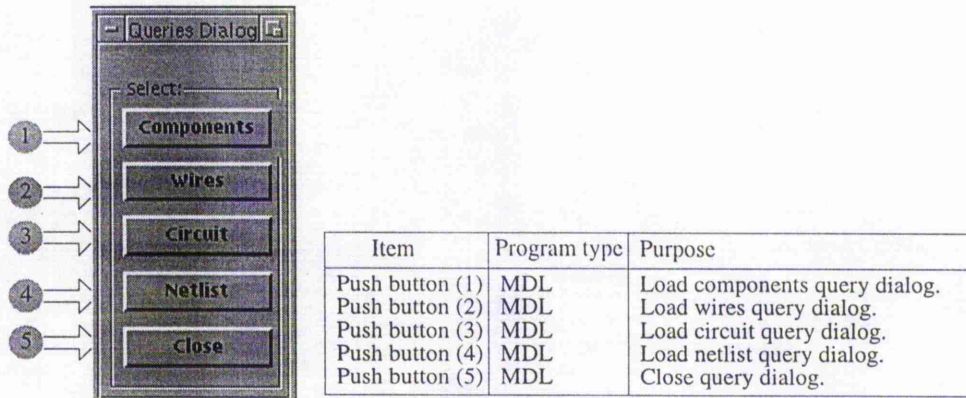 Queries Dialog
Select:
1 Components
2 Wires
3 Circuit
4 Netlist
5 Close
Item Program type Purpose
Push button (1) MDL Load components query dialog.
Push button (2) MDL Load wires query dialog.
Push button (3) MDL Load circuit query dialog.
Push button (4) MDL Load netlist query dialog.
Push button (5) MDL Close query dialog.